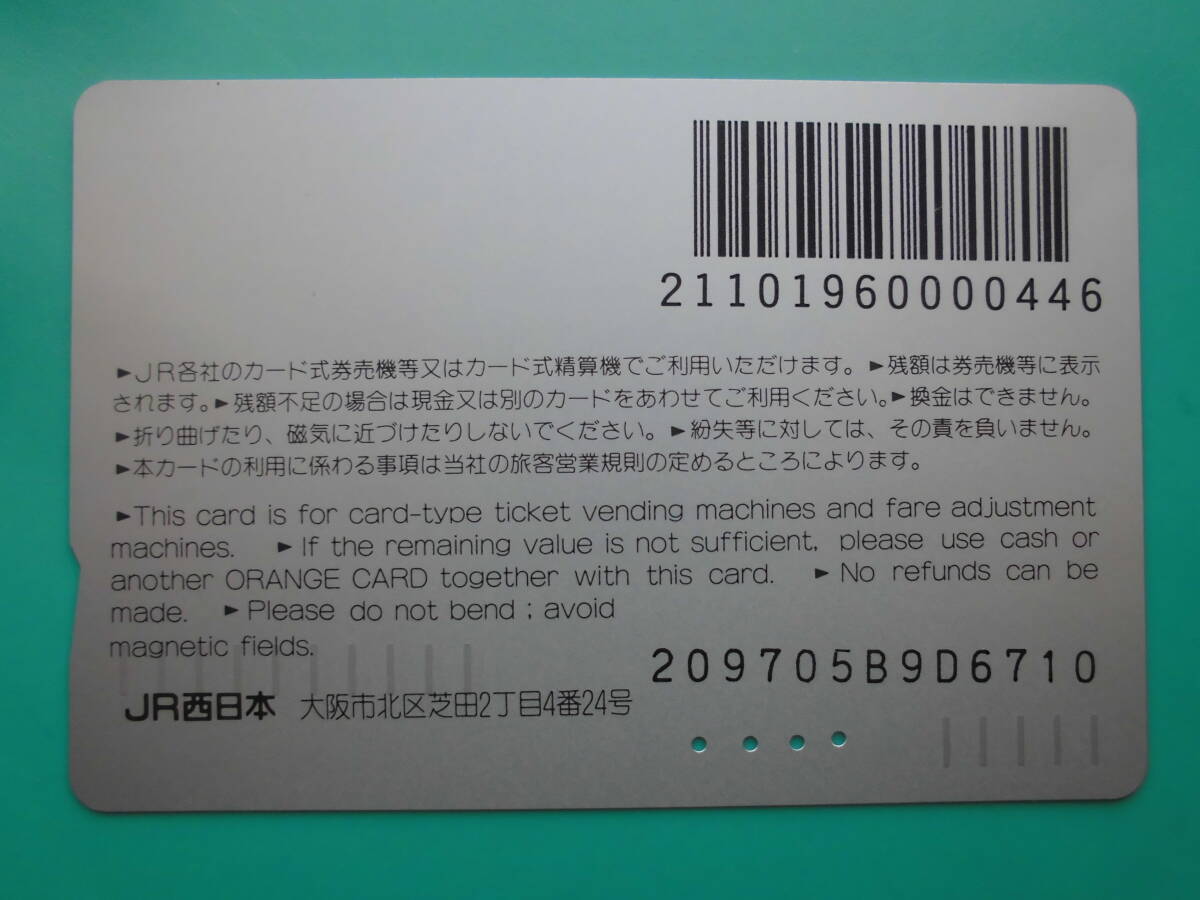 21101960000446
►JR各社のカード式券売機等又はカード式精算機でご利用いただけます。►残額は券売機等に表示
されます。►残額不足の場合は現金又は別のカードをあわせてご利用ください。►換金はできません。
►折り曲げたり、磁気に近づけたりしないでください。►紛失等に対しては、その責を負いません。
►本カードの利用に係わる事項は当社の旅客営業規則の定めるところによります。
►This card is for card-type ticket vending machines and fare adjustment
machines. ►If the remaining value is not sufficient, please use cash or
another ORANGE CARD together with this card. ►No refunds can be
made. ►Please do not bend ; avoid
magnetic fields.
209705B9D6710
JR西日本 大阪市北区芝田2丁目4番24号